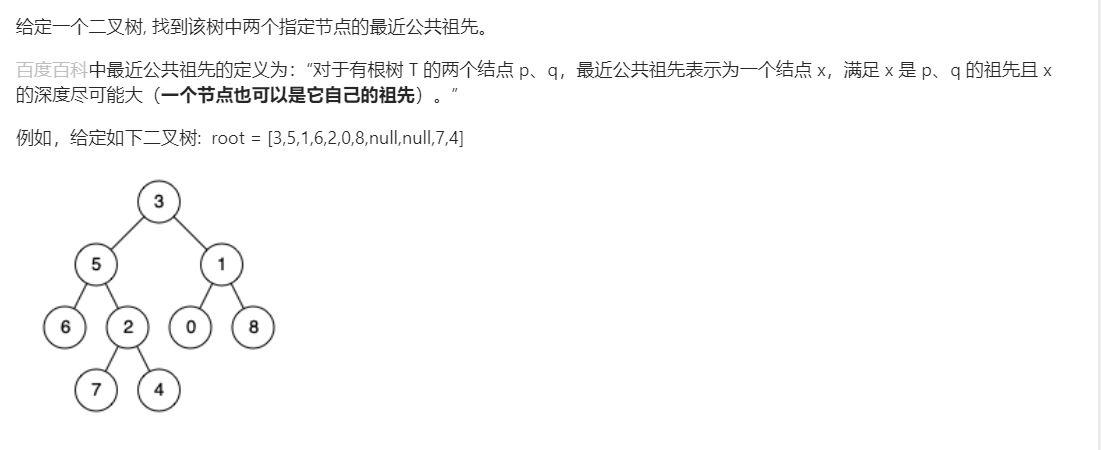 给定一个二叉树, 找到该树中两个指定节点的最近公共祖先。
百度百科中最近公共祖先的定义为：“对于有根树 T 的两个结点 p、q，最近公共祖先表示为一个结点 x，满足 x 是 p、q 的祖先且 x
的深度尽可能大（一个节点也可以是它自己的祖先）。”
例如，给定如下二叉树:  root = [3,5,1,6,2,0,8,null,null,7,4]
3
5 1
6 2 0 8
7 4